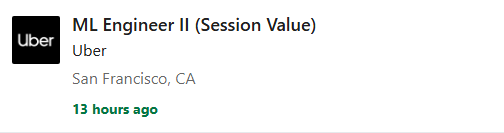 Uber
ML Engineer II (Session Value)
Uber
San Francisco, CA
13 hours ago